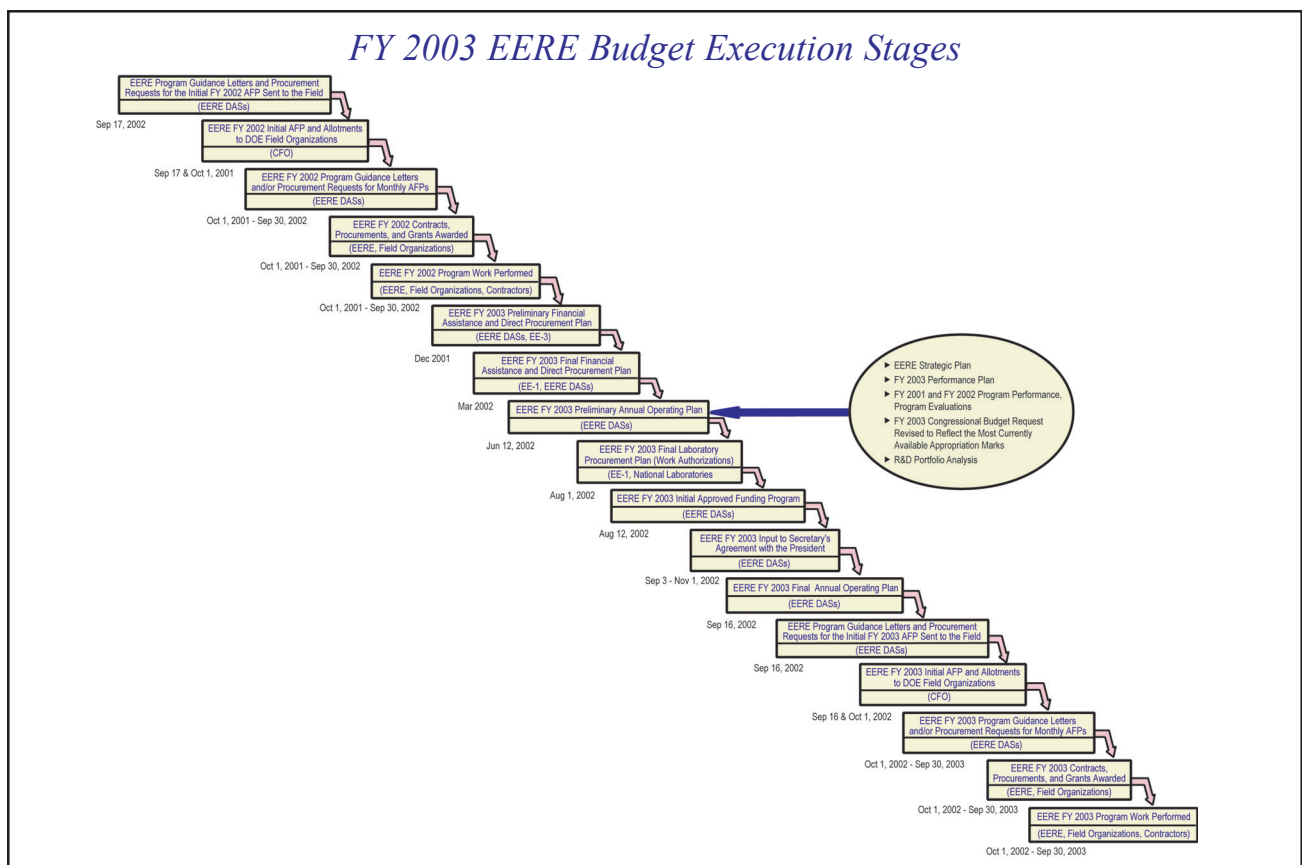 FY 2003 EERE Budget Execution Stages
EERE Program Guidance Letters and Procurement
Requests for the Initial FY 2002 AFP Sent to the Field
(EERE DASs)
Sep 17, 2002
EERE FY 2002 Initial AFP and Allotments
to DOE Field Organizations
(CFO)
Sep 17 & Oct 1, 2001
EERE FY 2002 Program Guidance Letters
and/or Procurement Requests for Monthly AFPs
(EERE DASs)
Oct 1, 2001 - Sep 30, 2002
EERE FY 2002 Contracts,
Procurements, and Grants Awarded
(EERE, Field Organizations)
Oct 1, 2001 - Sep 30, 2002
EERE FY 2002 Program Work Performed
(EERE, Field Organizations, Contractors)
Oct 1, 2001 - Sep 30, 2002
EERE FY 2003 Preliminary Financial
Assistance and Direct Procurement Plan
(EERE DASs, EE-3)
Dec 2001
EERE FY 2003 Final Financial
Assistance and Direct Procurement Plan
(EE-1, EERE DASs)
Mar 2002
EERE FY 2003 Preliminary Annual Operating Plan
(EERE DASs)
Jun 12, 2002
► EERE Strategic Plan
► FY 2003 Performance Plan
► FY 2001 and FY 2002 Program Performance,
Program Evaluations
► FY 2003 Congressional Budget Request
Revised to Reflect the Most Currently
Available Appropriation Marks
► R&D Portfolio Analysis
EERE FY 2003 Final Laboratory
Procurement Plan (Work Authorizations)
(EE-1, National Laboratories
Aug 1, 2002
EERE FY 2003 Initial Approved Funding Program
(EERE DASs)
Aug 12, 2002
EERE FY 2003 Input to Secretary's
Agreement with the President
(EERE DASs)
Sep 3 - Nov 1, 2002
EERE FY 2003 Final Annual Operating Plan
(EERE DASs)
Sep 16, 2002
EERE Program Guidance Letters and Procurement
Requests for the Initial FY 2003 AFP Sent to the Field
(EERE DASs)
Sep 16, 2002
EERE FY 2003 Initial AFP and Allotments
to DOE Field Organizations
(CFO)
Sep 16 & Oct 1, 2002
EERE FY 2003 Program Guidance Letters
and/or Procurement Requests for Monthly AFPs
(EERE DASs)
Oct 1, 2002 - Sep 30, 2003
EERE FY 2003 Contracts,
Procurements, and Grants Awarded
(EERE, Field Organizations)
Oct 1, 2002 - Sep 30, 2003
EERE FY 2003 Program Work Performed
(EERE, Field Organizations, Contractors)
Oct 1, 2002 - Sep 30, 2003